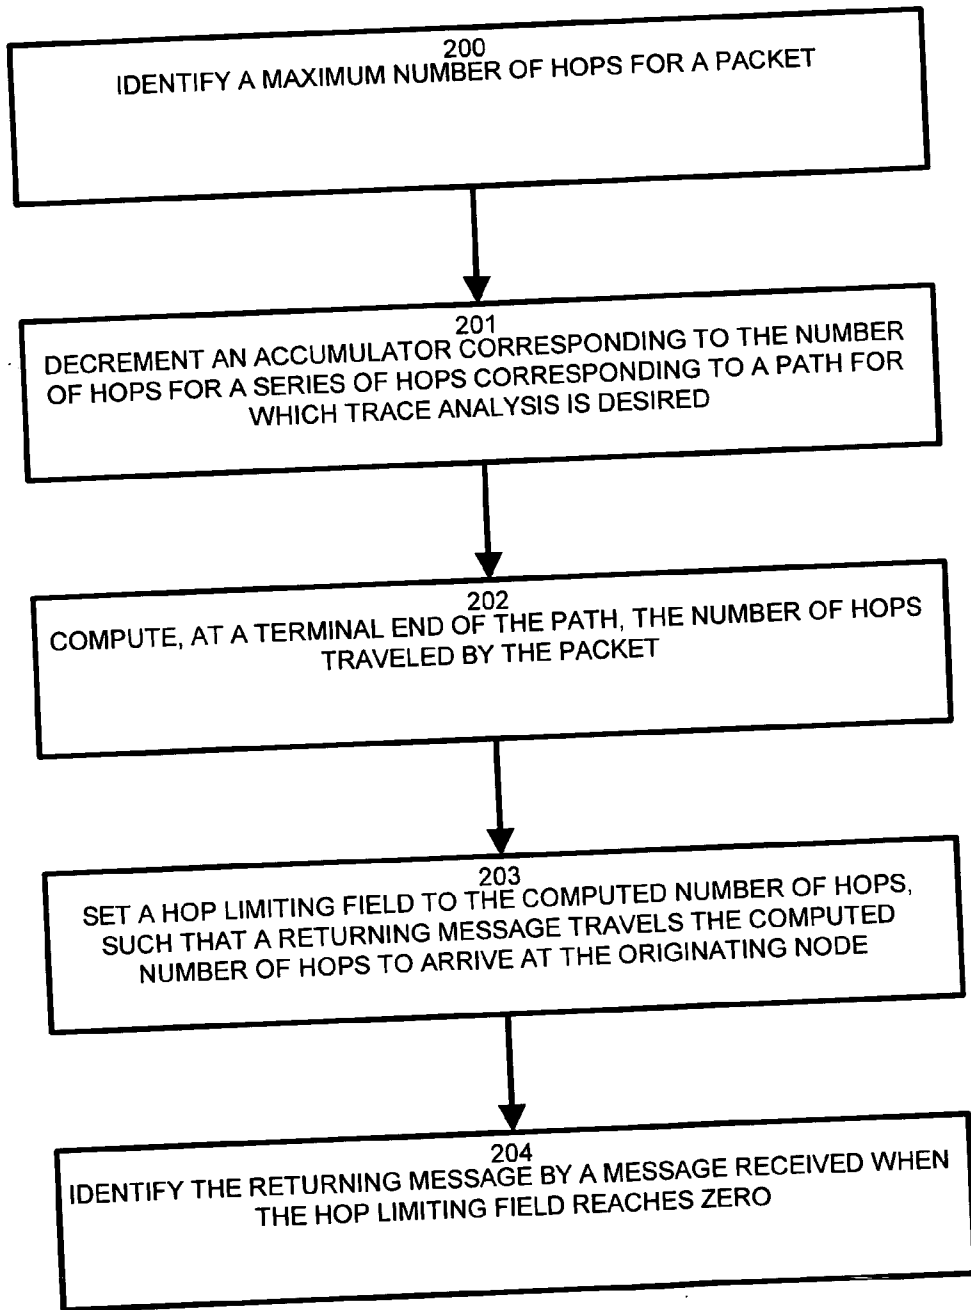 200
IDENTIFY A MAXIMUM NUMBER OF HOPS FOR A PACKET
201
DECREMENT AN ACCUMULATOR CORRESPONDING TO THE NUMBER
OF HOPS FOR A SERIES OF HOPS CORRESPONDING TO A PATH FOR
WHICH TRACE ANALYSIS IS DESIRED
202
COMPUTE, AT A TERMINAL END OF THE PATH, THE NUMBER OF HOPS
TRAVELED BY THE PACKET
203
SET A HOP LIMITING FIELD TO THE COMPUTED NUMBER OF HOPS,
SUCH THAT A RETURNING MESSAGE TRAVELS THE COMPUTED
NUMBER OF HOPS TO ARRIVE AT THE ORIGINATING NODE
204
IDENTIFY THE RETURNING MESSAGE BY A MESSAGE RECEIVED WHEN
THE HOP LIMITING FIELD REACHES ZERO